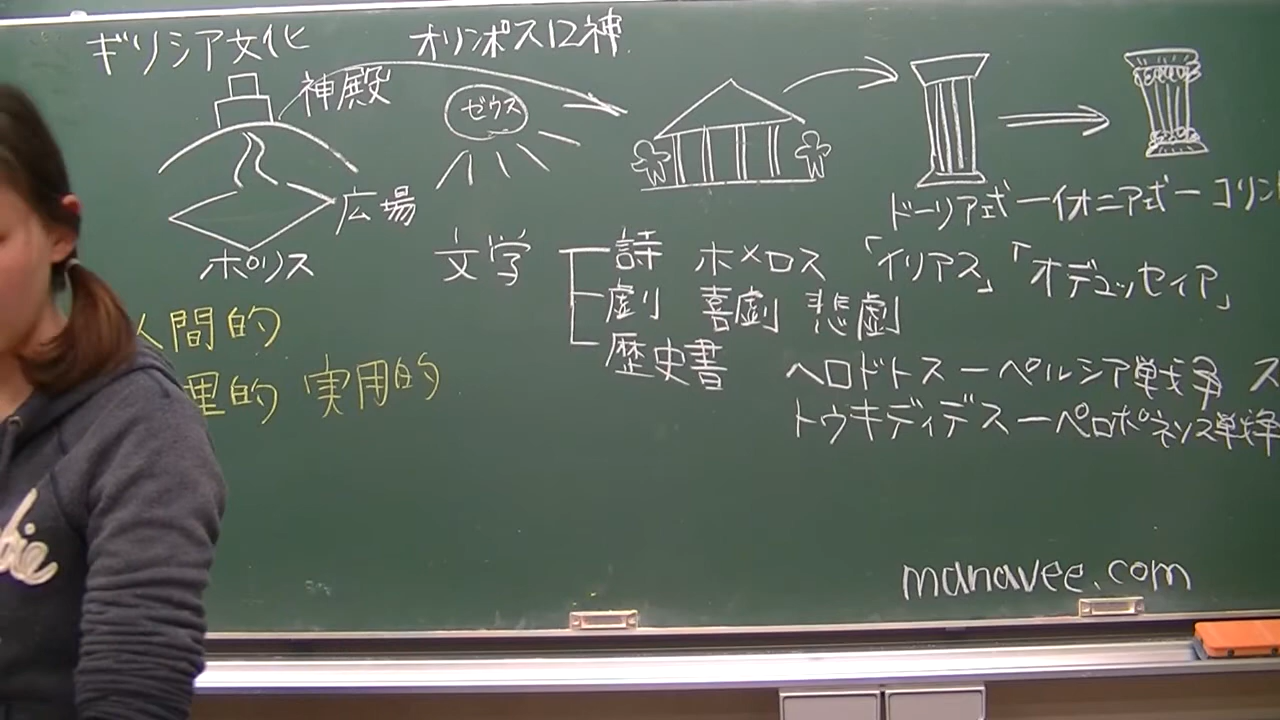 ギリシア文化
オリンポス12神
神殿
ゼウス
広場
ポリス
ドーリア式ーイオニア式ーコリン
文学
詩 ホメロス 「イリアス」「オデュッセイア」
劇 喜劇 悲劇
歴史書
ヘロドトスーペルシア戦争 ス
トゥキディデスーペロポネソス戦争
人間的
理的 実用的
manavee.com